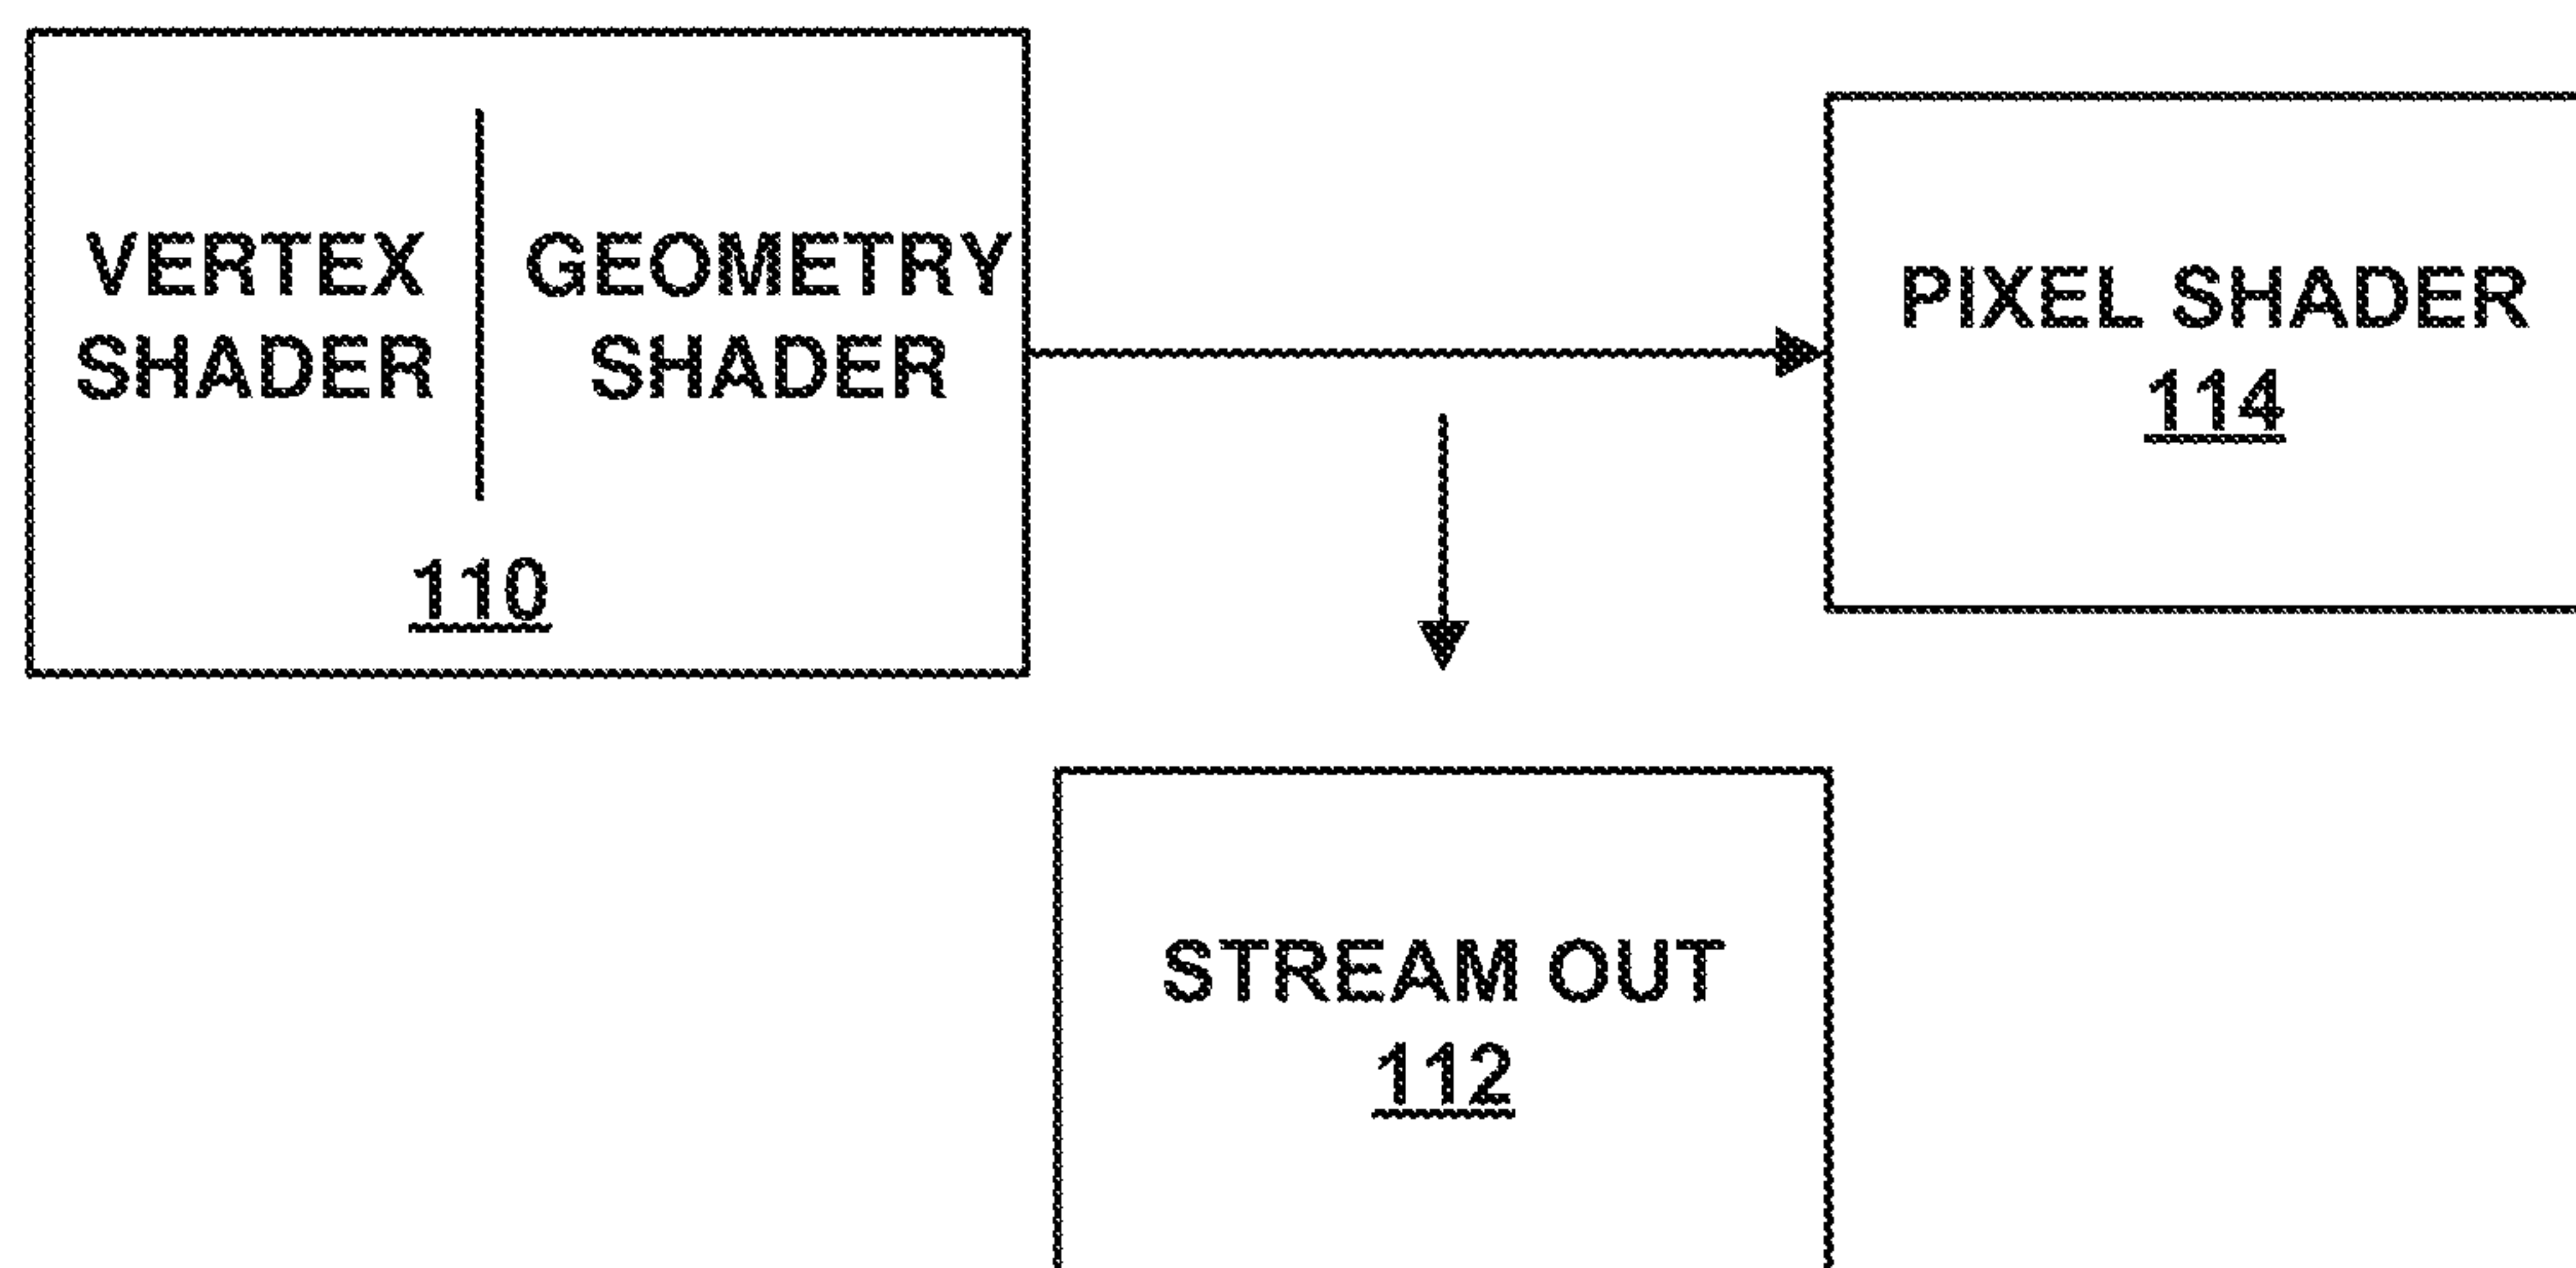 VERTEX
SHADER
GEOMETRY
SHADER
110
PIXEL SHADER
114
STREAM OUT
112